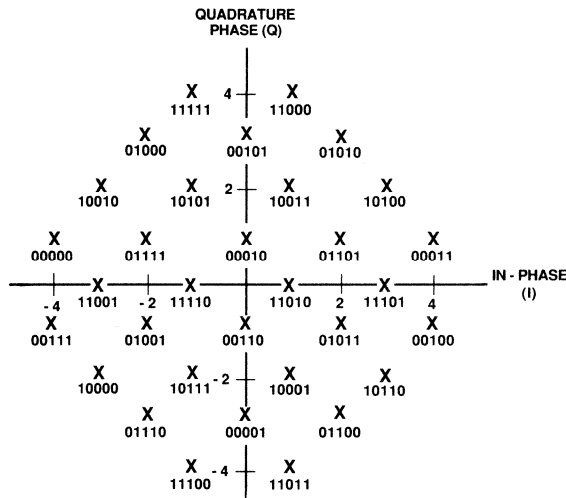 QUADRATURE
PHASE (Q)
4 X X
11111 11000
X X X
01000 00101 01010
X X 2 X X
10010 10101 10011 10100
X X X X X
00000 01111 00010 01101 00011
X X X X IN - PHASE
- 4 11001 - 2 11110 11010 2 11101 4 (I)
X X X X X
00111 01001 00110 01011 00100
X X - 2 X X
10000 10111 10001 10110
X X X
01110 00001 01100
X - 4 X
11100 11011